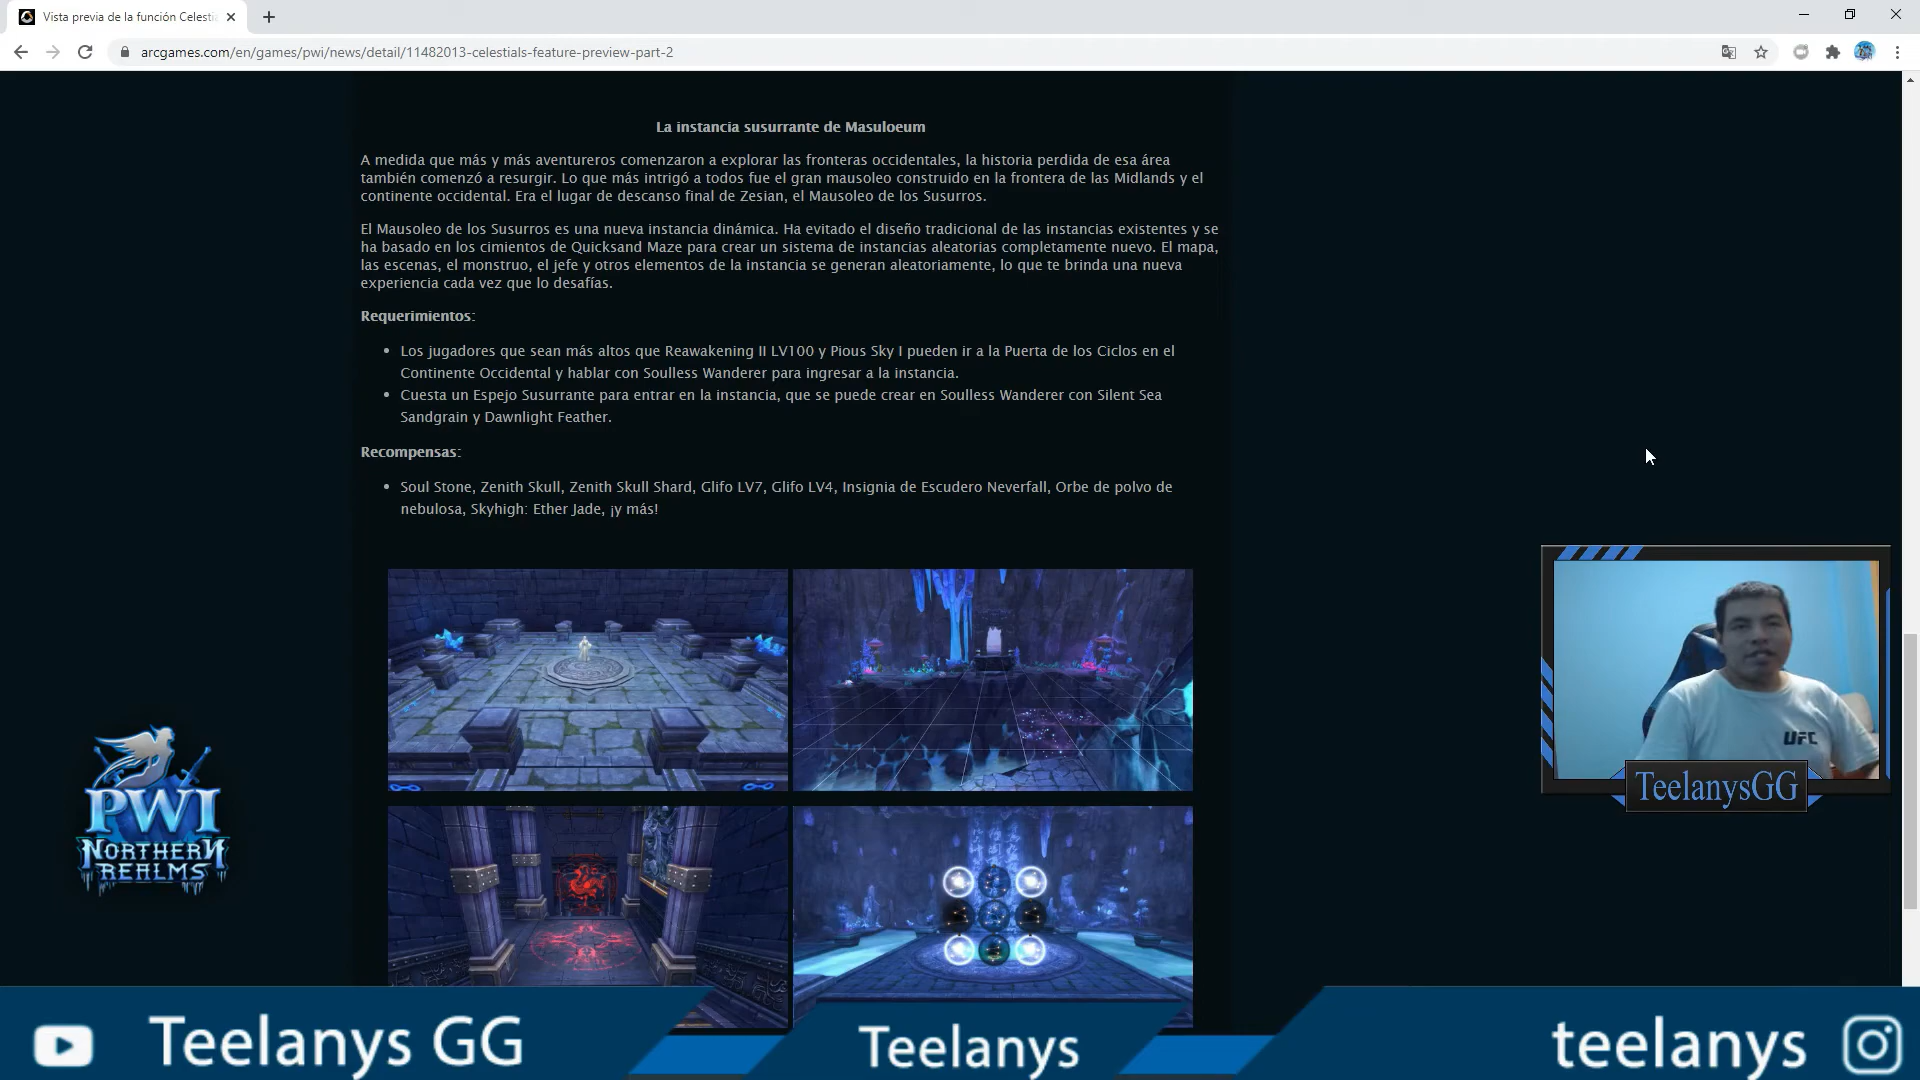 Vista previa de la función Celesti
arcgames.com/en/games/pwi/news/detail/11482013-celestials-feature-preview-part-2
La instancia susurrante de Masuloeum
A medida que más y más aventureros comenzaron a explorar las fronteras occidentales, la historia perdida de esa área
también comenzó a resurgir. Lo que más intrigó a todos fue el gran mausoleo construido en la frontera de las Midlands y el
continente occidental. Era el lugar de descanso final de Zesian, el Mausoleo de los Susurros.
El Mausoleo de los Susurros es una nueva instancia dinámica. Ha evitado el diseño tradicional de las instancias existentes y se
ha basado en los cimientos de Quicksand Maze para crear un sistema de instancias aleatorias completamente nuevo. El mapa,
las escenas, el monstruo, el jefe y otros elementos de la instancia se generan aleatoriamente, lo que te brinda una nueva
experiencia cada vez que lo desafías.
Requerimientos:
Los jugadores que sean más altos que Reawakening II LV100 y Pious Sky I pueden ir a la Puerta de los Ciclos en el
Continente Occidental y hablar con Soulless Wanderer para ingresar a la instancia.
Cuesta un Espejo Susurrante para entrar en la instancia, que se puede crear en Soulless Wanderer con Silent Sea
Sandgrain y Dawnlight Feather.
Recompensas:
Soul Stone, Zenith Skull, Zenith Skull Shard, Glifo LV7, Glifo LV4, Insignia de Escudero Neverfall, Orbe de polvo de
nebulosa, Skyhigh: Ether Jade, ¡y más!
PWI
NORTHERN
REALMS
UFC
TeelanysGG
Teelanys GG
Teelanys
teelanys